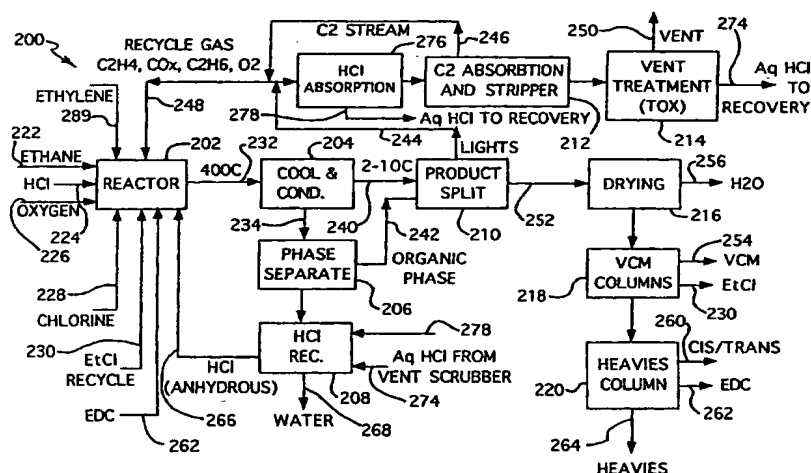 200
RECYCLE GAS
C2H4, COx, C2H6, O2
C2 STREAM
276
246
250
VENT
274
ETHYLENE
289
248
HCl
ABSORPTION
C2 ABSORBTION
AND STRIPPER
VENT
TREATMENT
(TOX)
Aq HCl
TO
RECOVERY
278
Aq HCl TO RECOVERY
244
LIGHTS
212
214
222
ETHANE
HCl
OXYGEN
226
224
202
REACTOR
232
400C
204
COOL &
COND.
2-10C
240
PRODUCT
SPLIT
210
252
DRYING
216
256
H2O
234
242
ORGANIC
PHASE
PHASE
SEPARATE
206
228
CHLORINE
218
VCM
COLUMNS
254
VCM
EtCl
230
230
EtCl
RECYCLE
HCl
(ANHYDROUS)
HCl
REC.
278
Aq HCl FROM
VENT SCRUBBER
208
274
260
CIS/TRANS
220
HEAVIES
COLUMN
EDC
262
EDC
262
266
268
WATER
264
HEAVIES